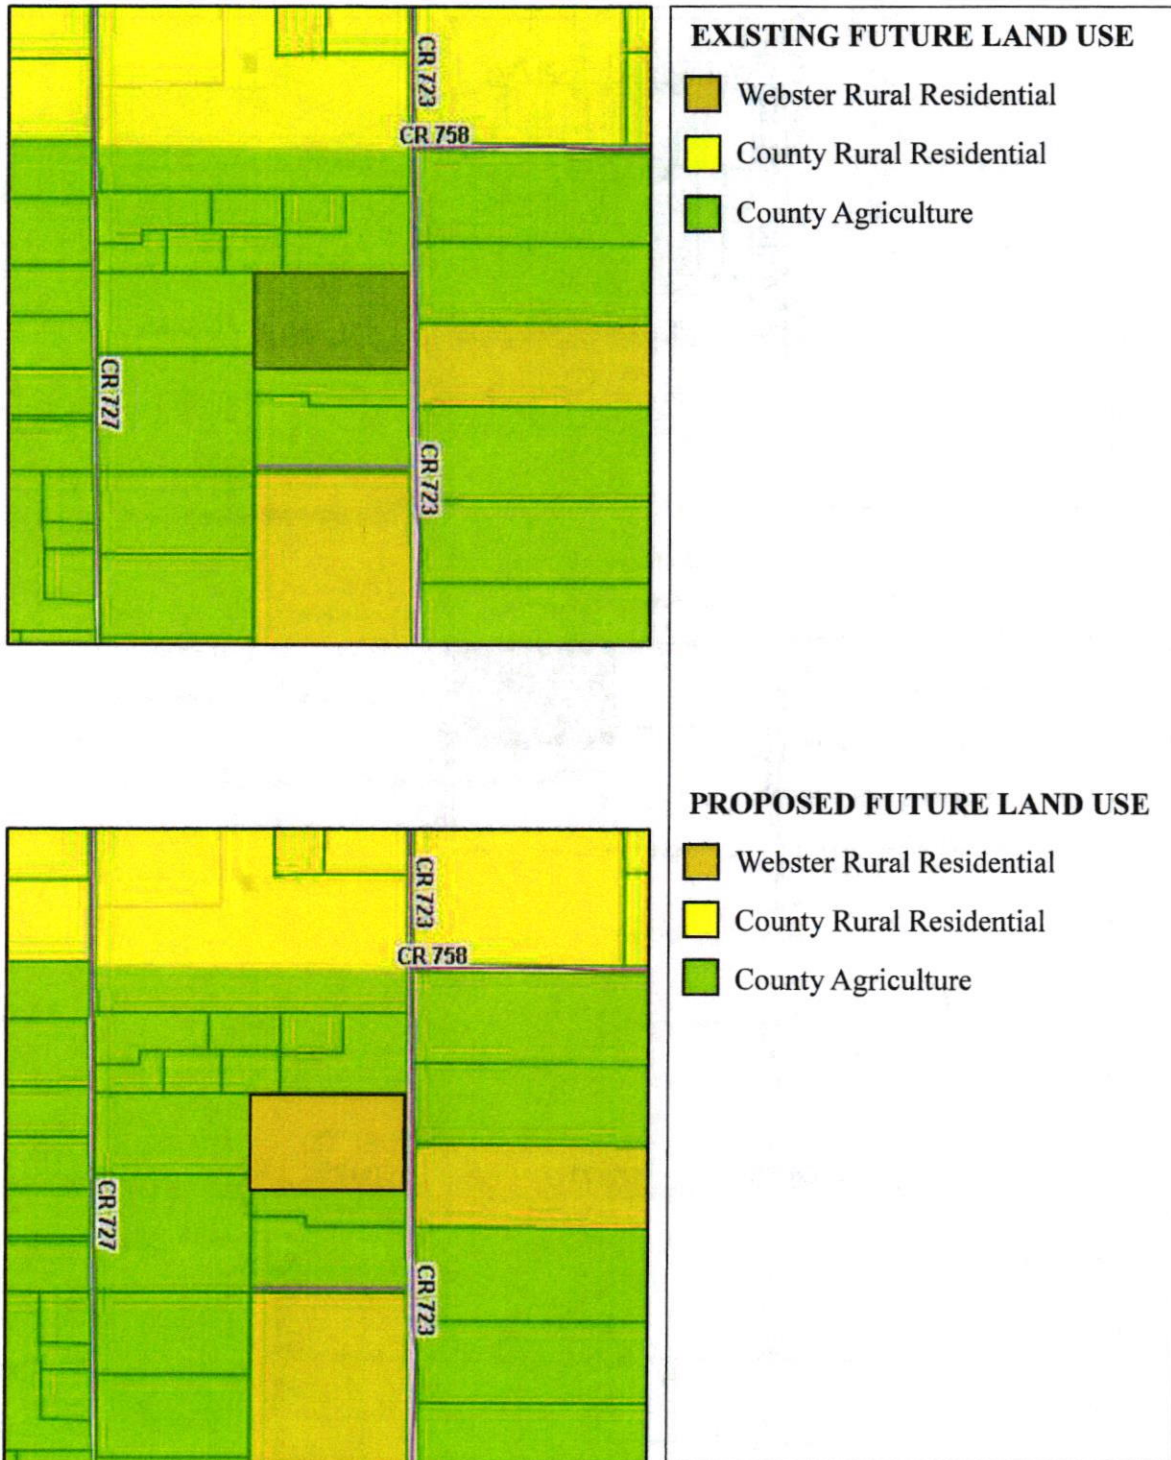 EXISTING FUTURE LAND USE
Webster Rural Residential
County Rural Residential
County Agriculture
CR 723
CR 758
CR 727
CR 723
PROPOSED FUTURE LAND USE
Webster Rural Residential
County Rural Residential
County Agriculture
CR 723
CR 758
CR 727
CR 723